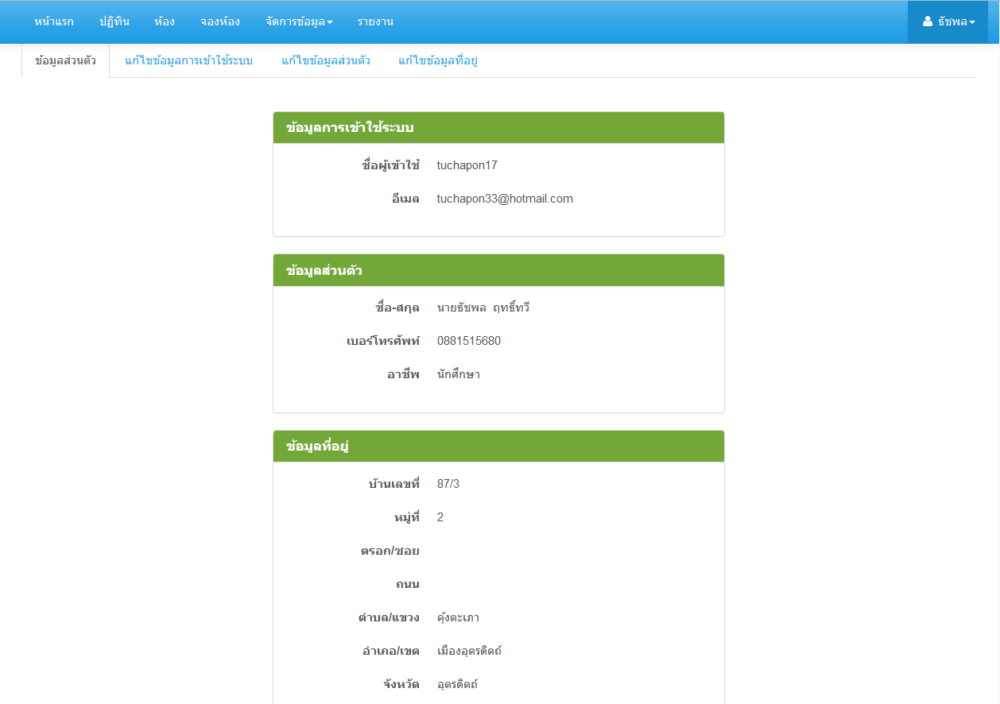 หน้าแรก ปฏิทิน ห้อง จองห้อง จัดการข้อมูล รายงาน ธัชพล
ข้อมูลส่วนตัว แก้ไขข้อมูลการเข้าใช้ระบบ แก้ไขข้อมูลส่วนตัว แก้ไขข้อมูลที่อยู่
ข้อมูลการเข้าใช้ระบบ
ชื่อผู้เข้าใช้ tuchapon17
อีเมล tuchapon33@hotmail.com
ข้อมูลส่วนตัว
ชื่อ-สกุล นายธัชพล ฤทธิ์ทวี
เบอร์โทรศัพท์ 0881515680
อาชีพ นักศึกษา
ข้อมูลที่อยู่
บ้านเลขที่ 87/3
หมู่ที่ 2
ตรอก/ซอย
ถนน
ตำบล/แขวง คุ้งตะเภา
อำเภอ/เขต เมืองอุตรดิตถ์
จังหวัด อุตรดิตถ์